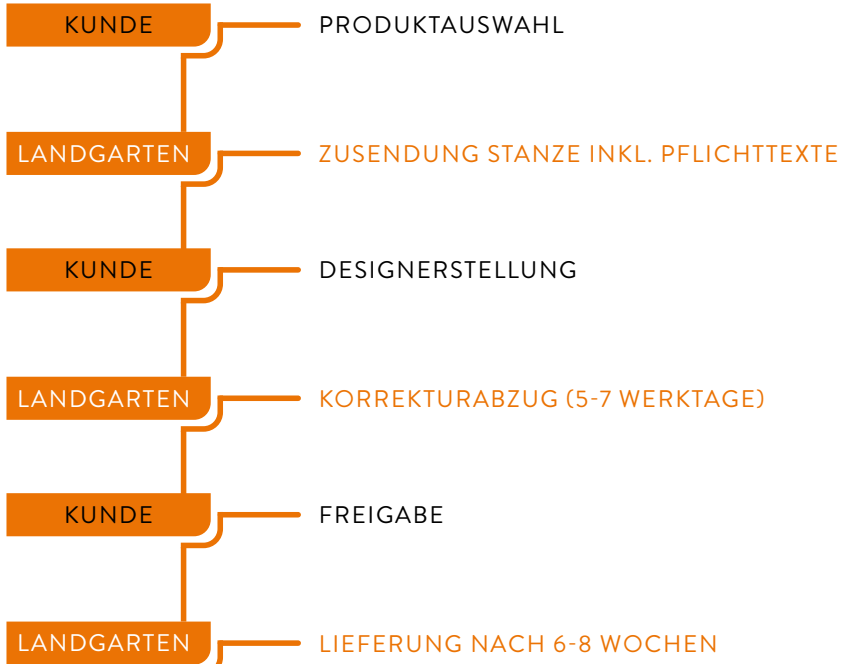 KUNDE PRODUKTAUSWAHL
LANDGARTEN ZUSENDUNG STANZE INKL. PFLICHTTEXTE
KUNDE DESIGNERSTELLUNG
LANDGARTEN KORREKTURABZUG (5-7 WERKTAGE)
KUNDE FREIGABE
LANDGARTEN LIEFERUNG NACH 6-8 WOCHEN